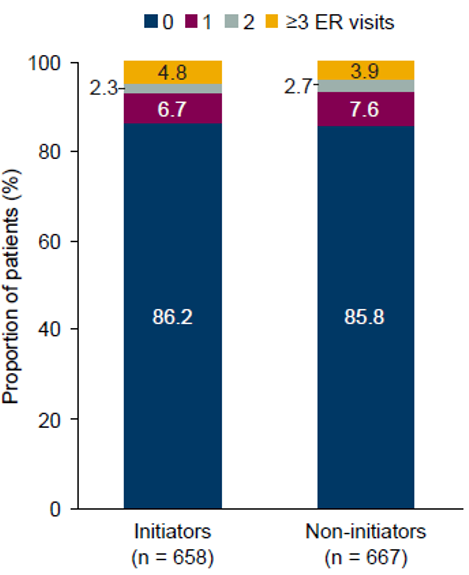 0 1 2 ≥3 ER visits
Proportion of patients (%)
100
80
60
40
20
0
4.8
2.3
6.7
86.2
3.9
2.7
7.6
85.8
Initiators
(n = 658)
Non-initiators
(n = 667)